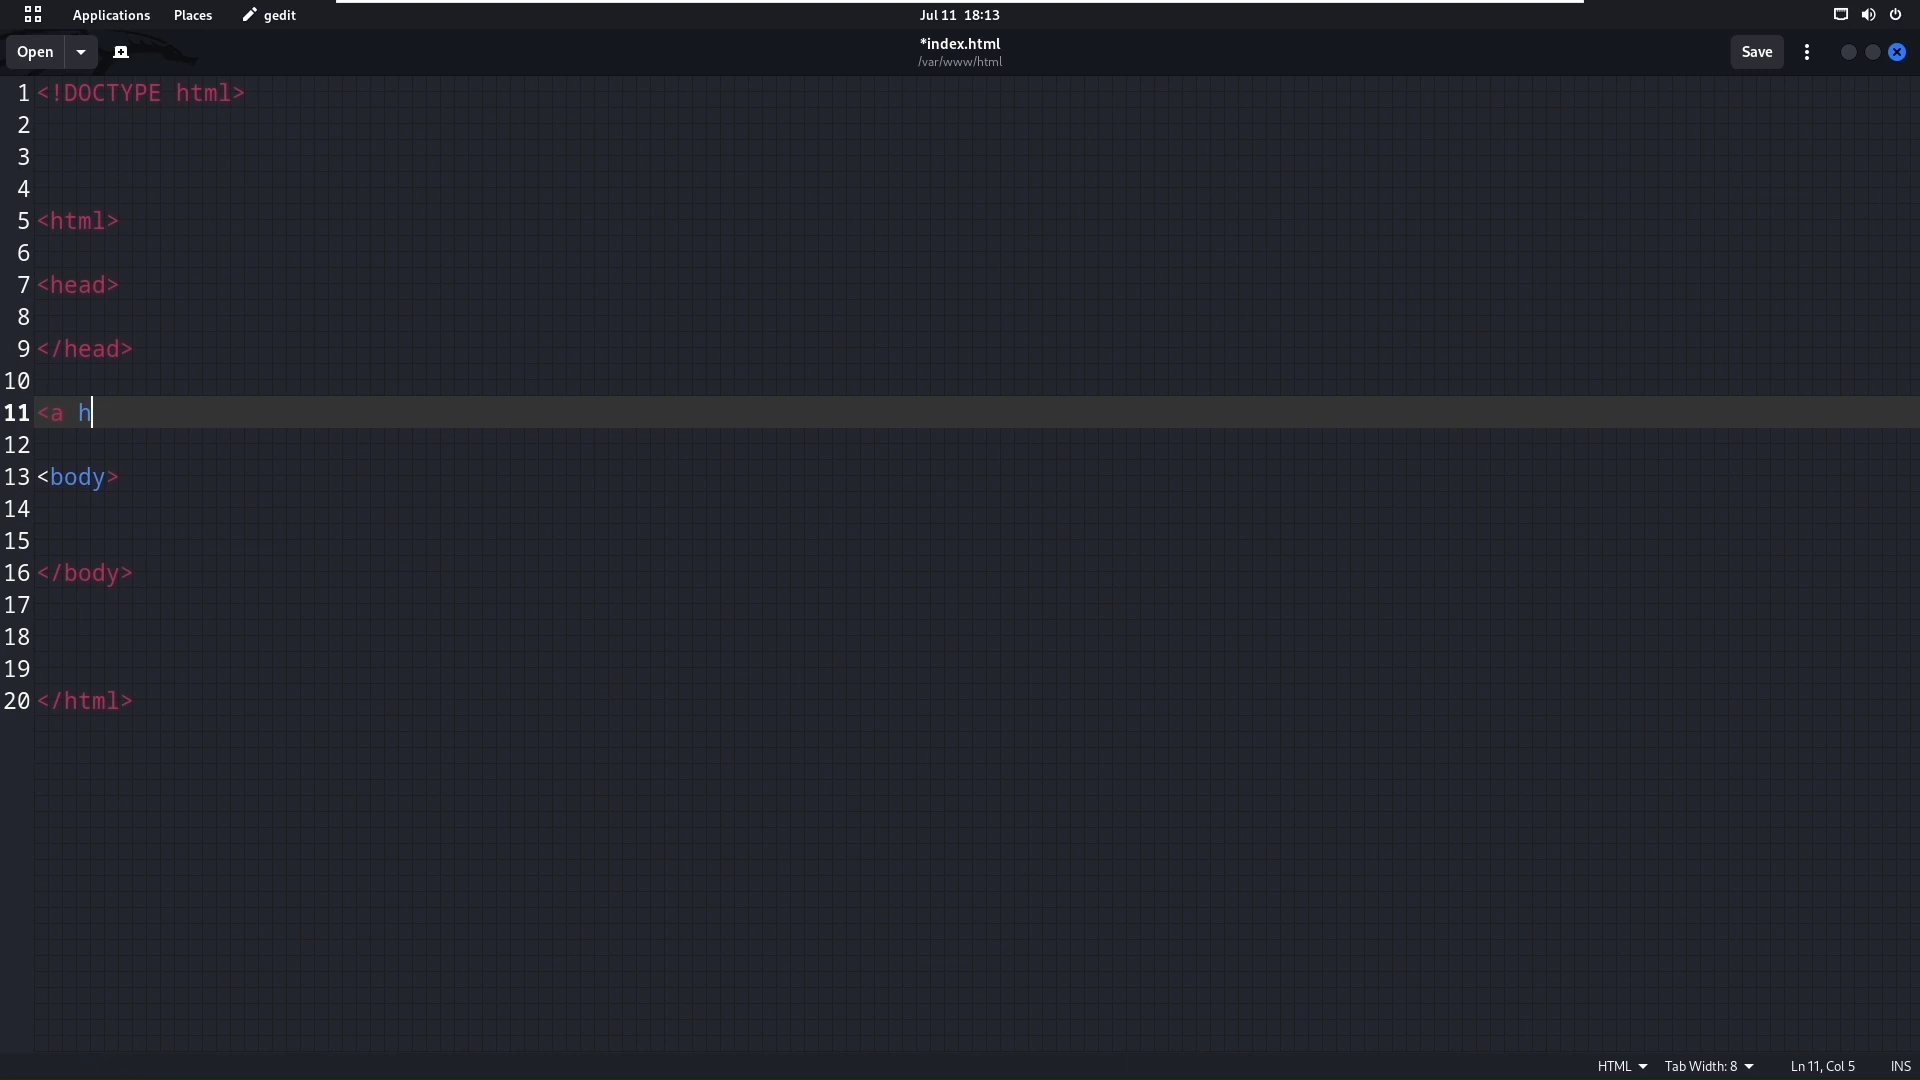 Applications Places gedit Jul 11 18:13
Open *index.html Save
/var/www/html
1 <!DOCTYPE html>
2
3
4
5 <html>
6
7 <head>
8
9 </head>
10
11 <a h
12
13 <body>
14
15
16 </body>
17
18
19
20 </html>
HTML Tab Width: 8 Ln 11, Col 5 INS